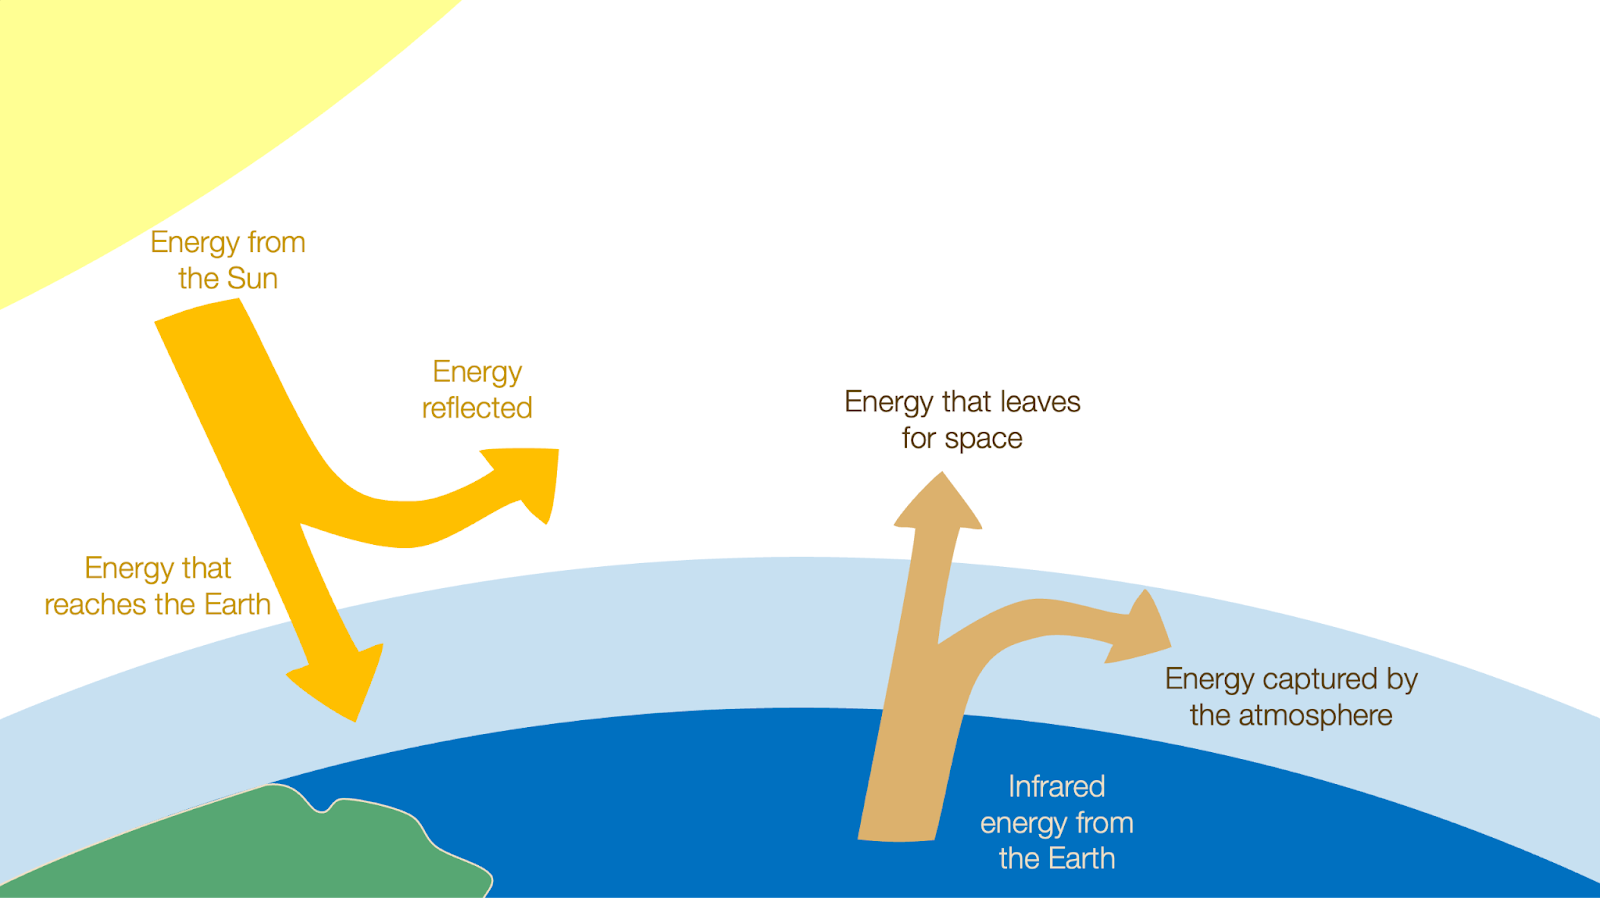 Energy from
the Sun
Energy
reflected
Energy that
reaches the Earth
Energy that leaves
for space
Energy captured by
the atmosphere
Infrared
energy from
the Earth